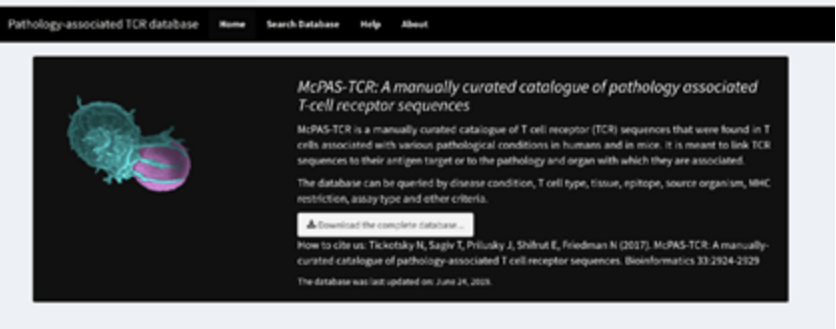 Pathology-associated TCR database Home Search Database Help About
McPAS-TCR: A manually curated catalogue of pathology associated
T-cell receptor sequences
McPAS-TCR is a manually curated catalogue of T cell receptor (TCR) sequences that were found in T
cells associated with various pathological conditions in humans and in mice. It is meant to link TCR
sequences to their antigen target or to the pathology and organ with which they are associated.
The database can be queried by disease condition, T cell type, tissue, epitope, source organism, MHC
restriction, assay type and other criteria.
Download the complete database...
How to cite us: Tickotsky N, Sagiv T, Prilusky J, Shifrut E, Friedman N (2017). McPAS-TCR: A manually-
curated catalogue of pathology-associated T cell receptor sequences. Bioinformatics 33:2924-2929
The database was last updated on: June 24, 2019.